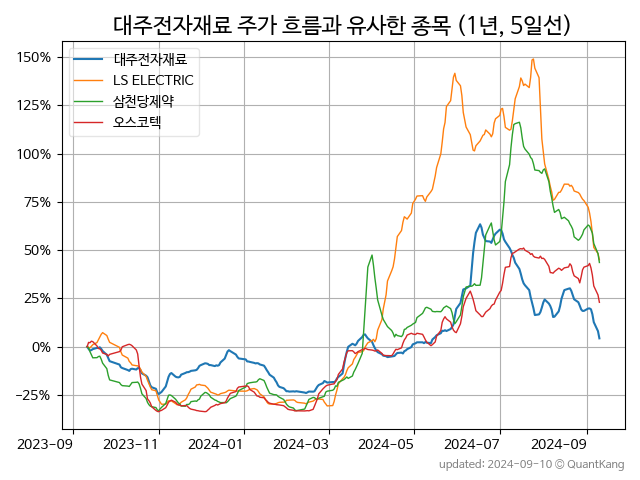 대주전자재료 주가 흐름과 유사한 종목 (1년, 5일선)
대주전자재료
LS ELECTRIC
삼천당제약
오스코텍
150%
125%
100%
75%
50%
25%
0%
−25%
2023-09 2023-11 2024-01 2024-03 2024-05 2024-07 2024-09
updated: 2024-09-10 © QuantKang